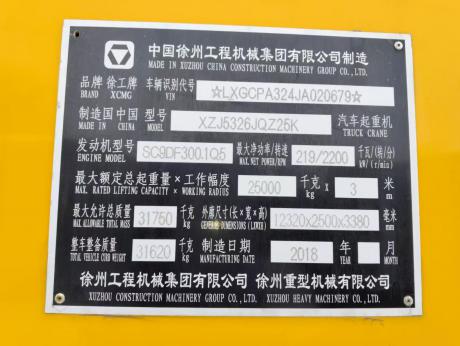 中国徐州工程机械集团有限公司制造
MADE IN XUZHOU CHINA CONSTRUCTION MACHINERY GROUP CO.,LTD.
品牌 徐工牌 车辆识别代号 ☆LXGCPA324JA020679☆
BRAND XCMG VIN
制造国 中国 型号 XZJ5326JQZ25K 汽车起重机
MADE IN CHINA MODEL TRUCK CRANE
发动机型号 SC9DF300.1Q5 最大净功率/转速 219/2200 千瓦/(转/分)
ENGINE MODEL MAX.NET POWER/RPM kW/(r/min)
最大额定总起重量×工作幅度 25000 千克 × 3 米
MAX. RATED LIFTING CAPACITY × WORKING RADIUS kg m
最大允许总质量 31750 千克 外廓尺寸(长×宽×高) 12320x2500x3380 毫米
MAX ALLOWABLE TOTAL MASS kg GENERAL DIMENSIONS (LXWXH) mm
整车整备质量 31620 千克 制造日期 2018 年 月
TOTAL VEHICLE CURB WEIGHT kg MANUFACTURING DATE YEAR MONTH
徐州工程机械集团有限公司 徐州重型机械有限公司
XUZHOU CONSTRUCTION MACHINERY GROUP CO.,LTD. XUZHOU HEAVY MACHINERY CO.,LTD.